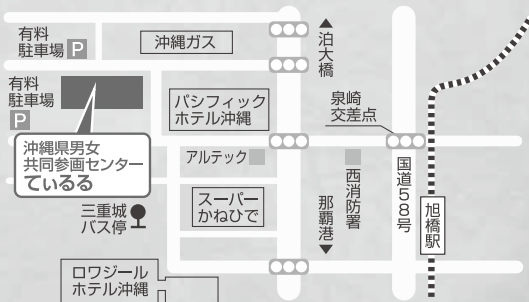 有料
駐車場 P
沖縄ガス
▲
泊大橋
有料
駐車場
P
パシフィック
ホテル沖縄
泉崎
交差点
沖縄県男女
共同参画センター
てぃるる
アルテック
西消防署
国道58号
旭橋駅
三重城
バス停
スーパー
かねひで
那覇港
▼
ロワジール
ホテル沖縄